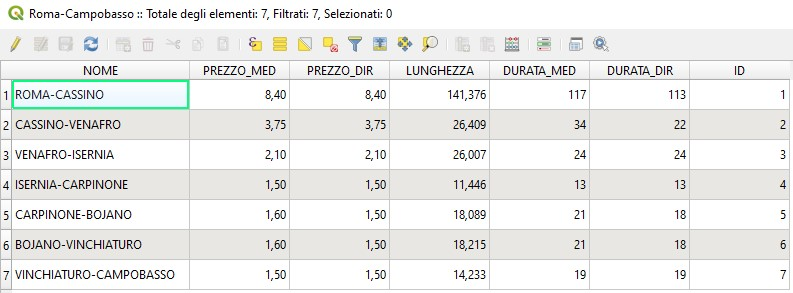 Roma-Campobasso :: Totale degli elementi: 7, Filtrati: 7, Selezionati: 0
NOME PREZZO_MED PREZZO_DIR LUNGHEZZA DURATA_MED DURATA_DIR ID
1 ROMA-CASSINO 8,40 8,40 141,376 117 113 1
2 CASSINO-VENAFRO 3,75 3,75 26,409 34 22 2
3 VENAFRO-ISERNIA 2,10 2,10 26,007 24 24 3
4 ISERNIA-CARPINONE 1,50 1,50 11,446 13 13 4
5 CARPINONE-BOJANO 1,60 1,50 18,089 21 18 5
6 BOJANO-VINCHIATURO 1,60 1,50 18,215 21 18 6
7 VINCHIATURO-CAMPOBASSO 1,50 1,50 14,233 19 19 7